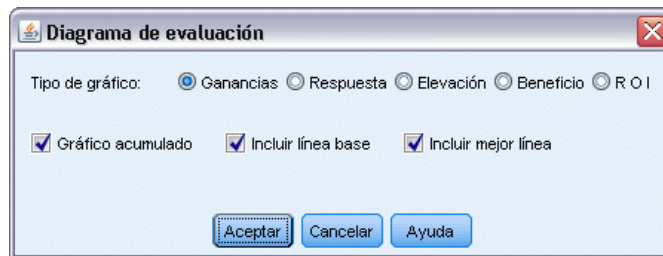 Diagrama de evaluación
Tipo de gráfico: Ganancias Respuesta Elevación Beneficio R O I
Gráfico acumulado Incluir línea base Incluir mejor línea
Aceptar Cancelar Ayuda